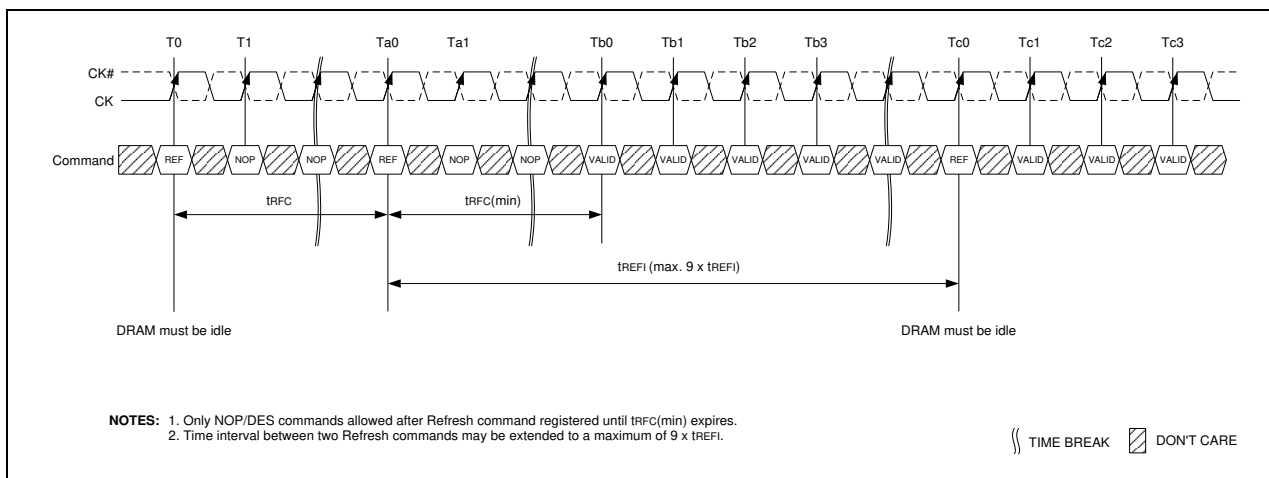 T0 T1 Ta0 Ta1 Tb0 Tb1 Tb2 Tb3 Tc0 Tc1 Tc2 Tc3
CK#
CK
Command REF NOP NOP REF NOP NOP VALID VALID VALID VALID VALID REF VALID VALID VALID
tRFC tRFC(min)
tREFI (max. 9 x tREFI)
DRAM must be idle DRAM must be idle
NOTES: 1. Only NOP/DES commands allowed after Refresh command registered until tRFC(min) expires.
2. Time interval between two Refresh commands may be extended to a maximum of 9 x tREFI.
TIME BREAK DON'T CARE